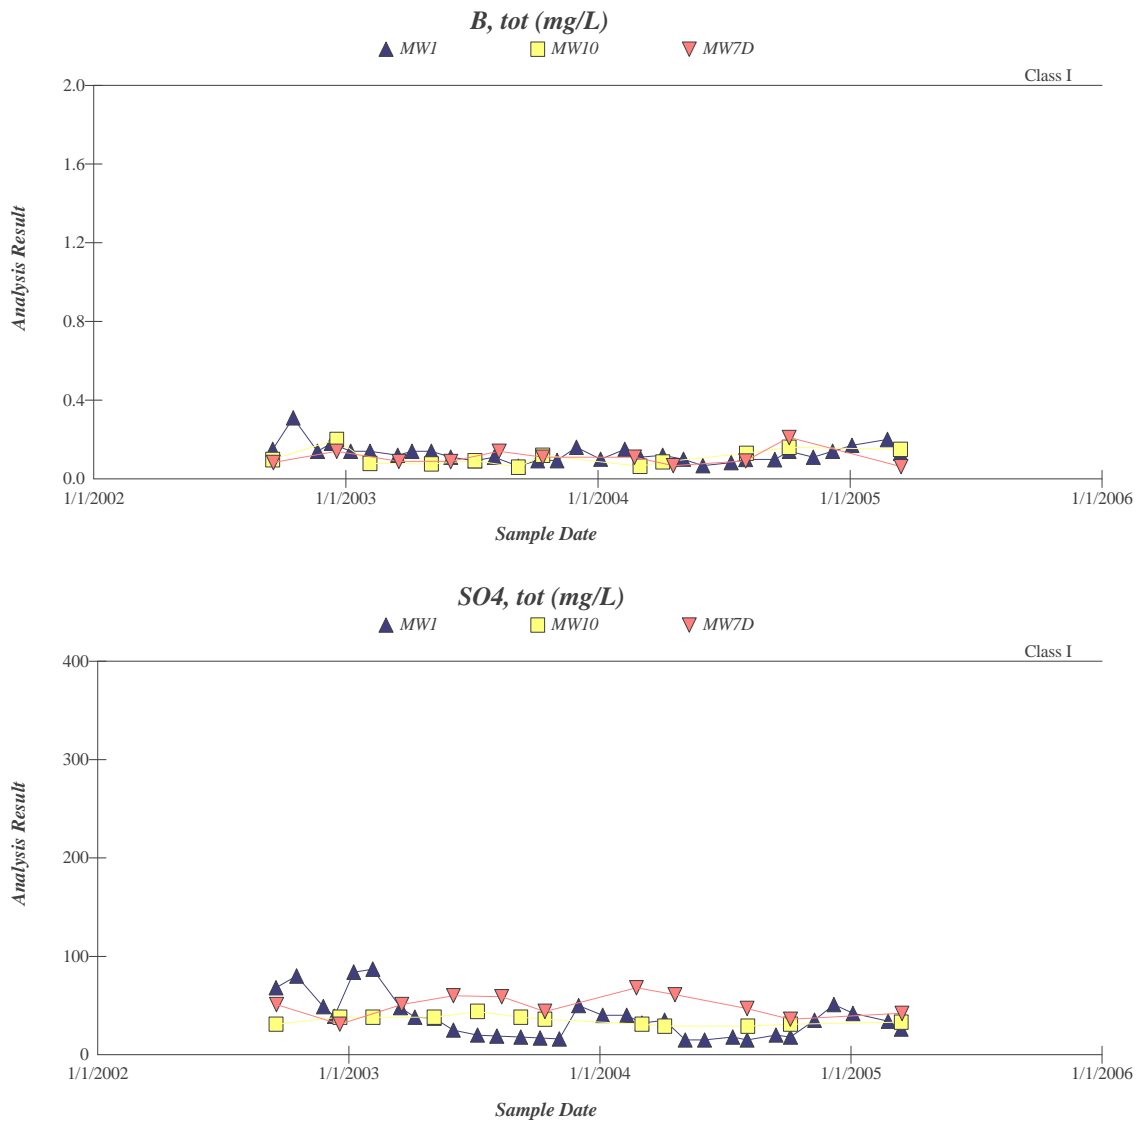 B, tot (mg/L)
MW1 MW10 MW7D
Class I
2.0
1.6
1.2
0.8
0.4
0.0
Analysis Result
1/1/2002 1/1/2003 1/1/2004 1/1/2005 1/1/2006
Sample Date
SO4, tot (mg/L)
MW1 MW10 MW7D
Class I
400
300
200
100
0
Analysis Result
1/1/2002 1/1/2003 1/1/2004 1/1/2005 1/1/2006
Sample Date